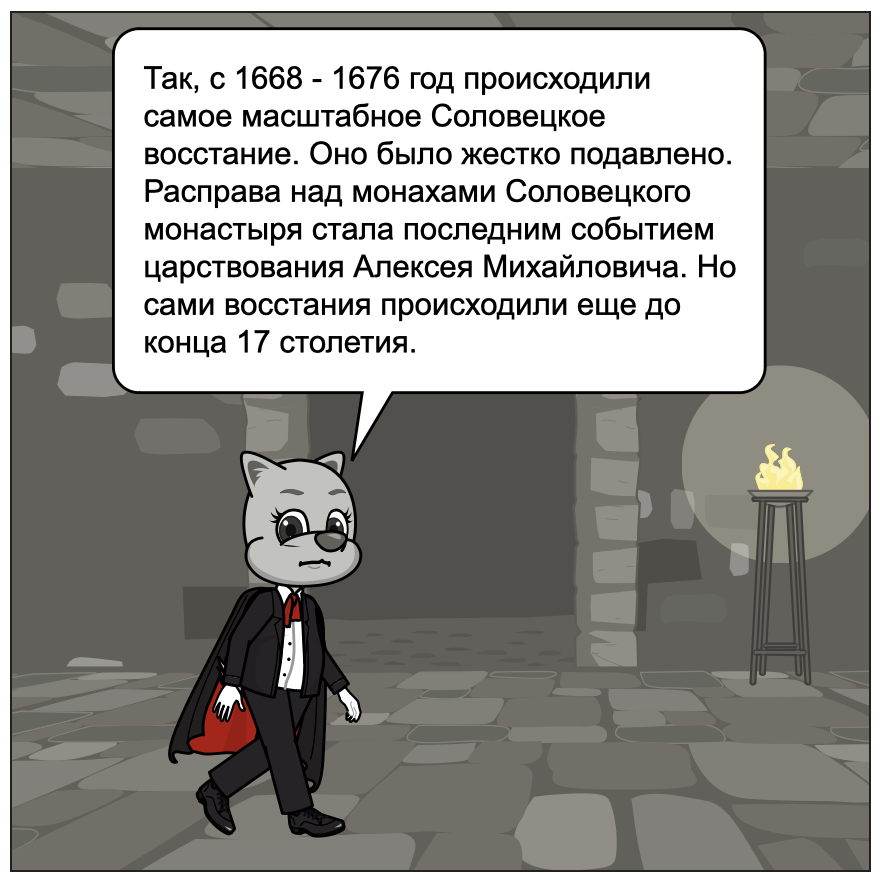 Так, с 1668 - 1676 год происходили
самое масштабное Соловецкое
восстание. Оно было жестко подавлено.
Расправа над монахами Соловецкого
монастыря стала последним событием
царствования Алексея Михайловича. Но
сами восстания происходили еще до
конца 17 столетия.